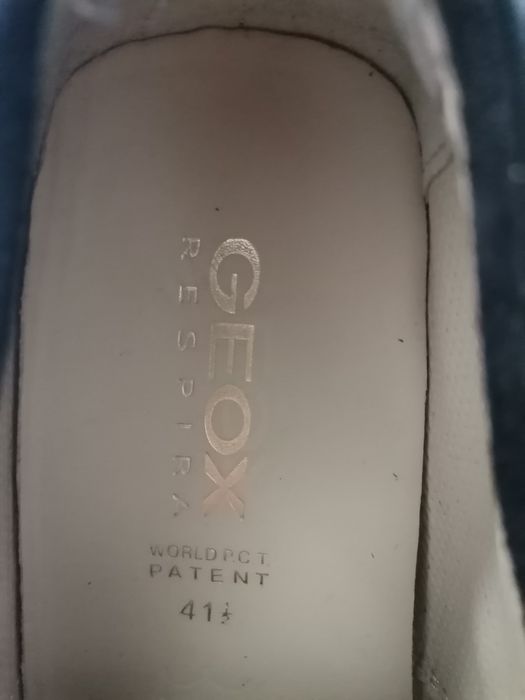 GEOX
RESPIRA
WORLD P.C T.
PATENT
41½